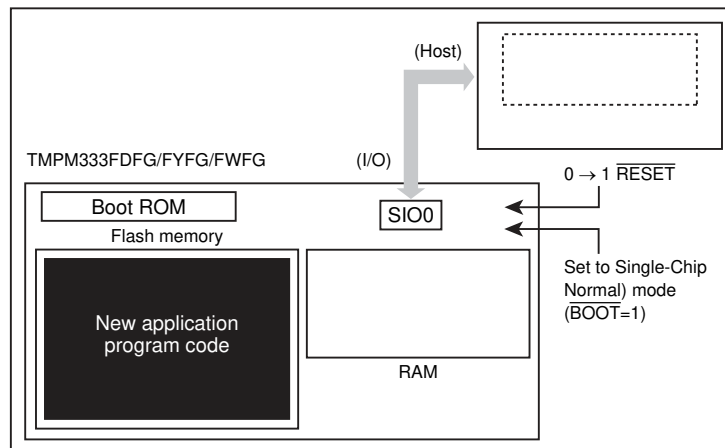 (Host)
TMPM333FDFG/FYFG/FWFG
(I/O)
0 → 1 RESET
Boot ROM
SIO0
Flash memory
Set to Single-Chip
Normal) mode
(BOOT=1)
New application
program code
RAM